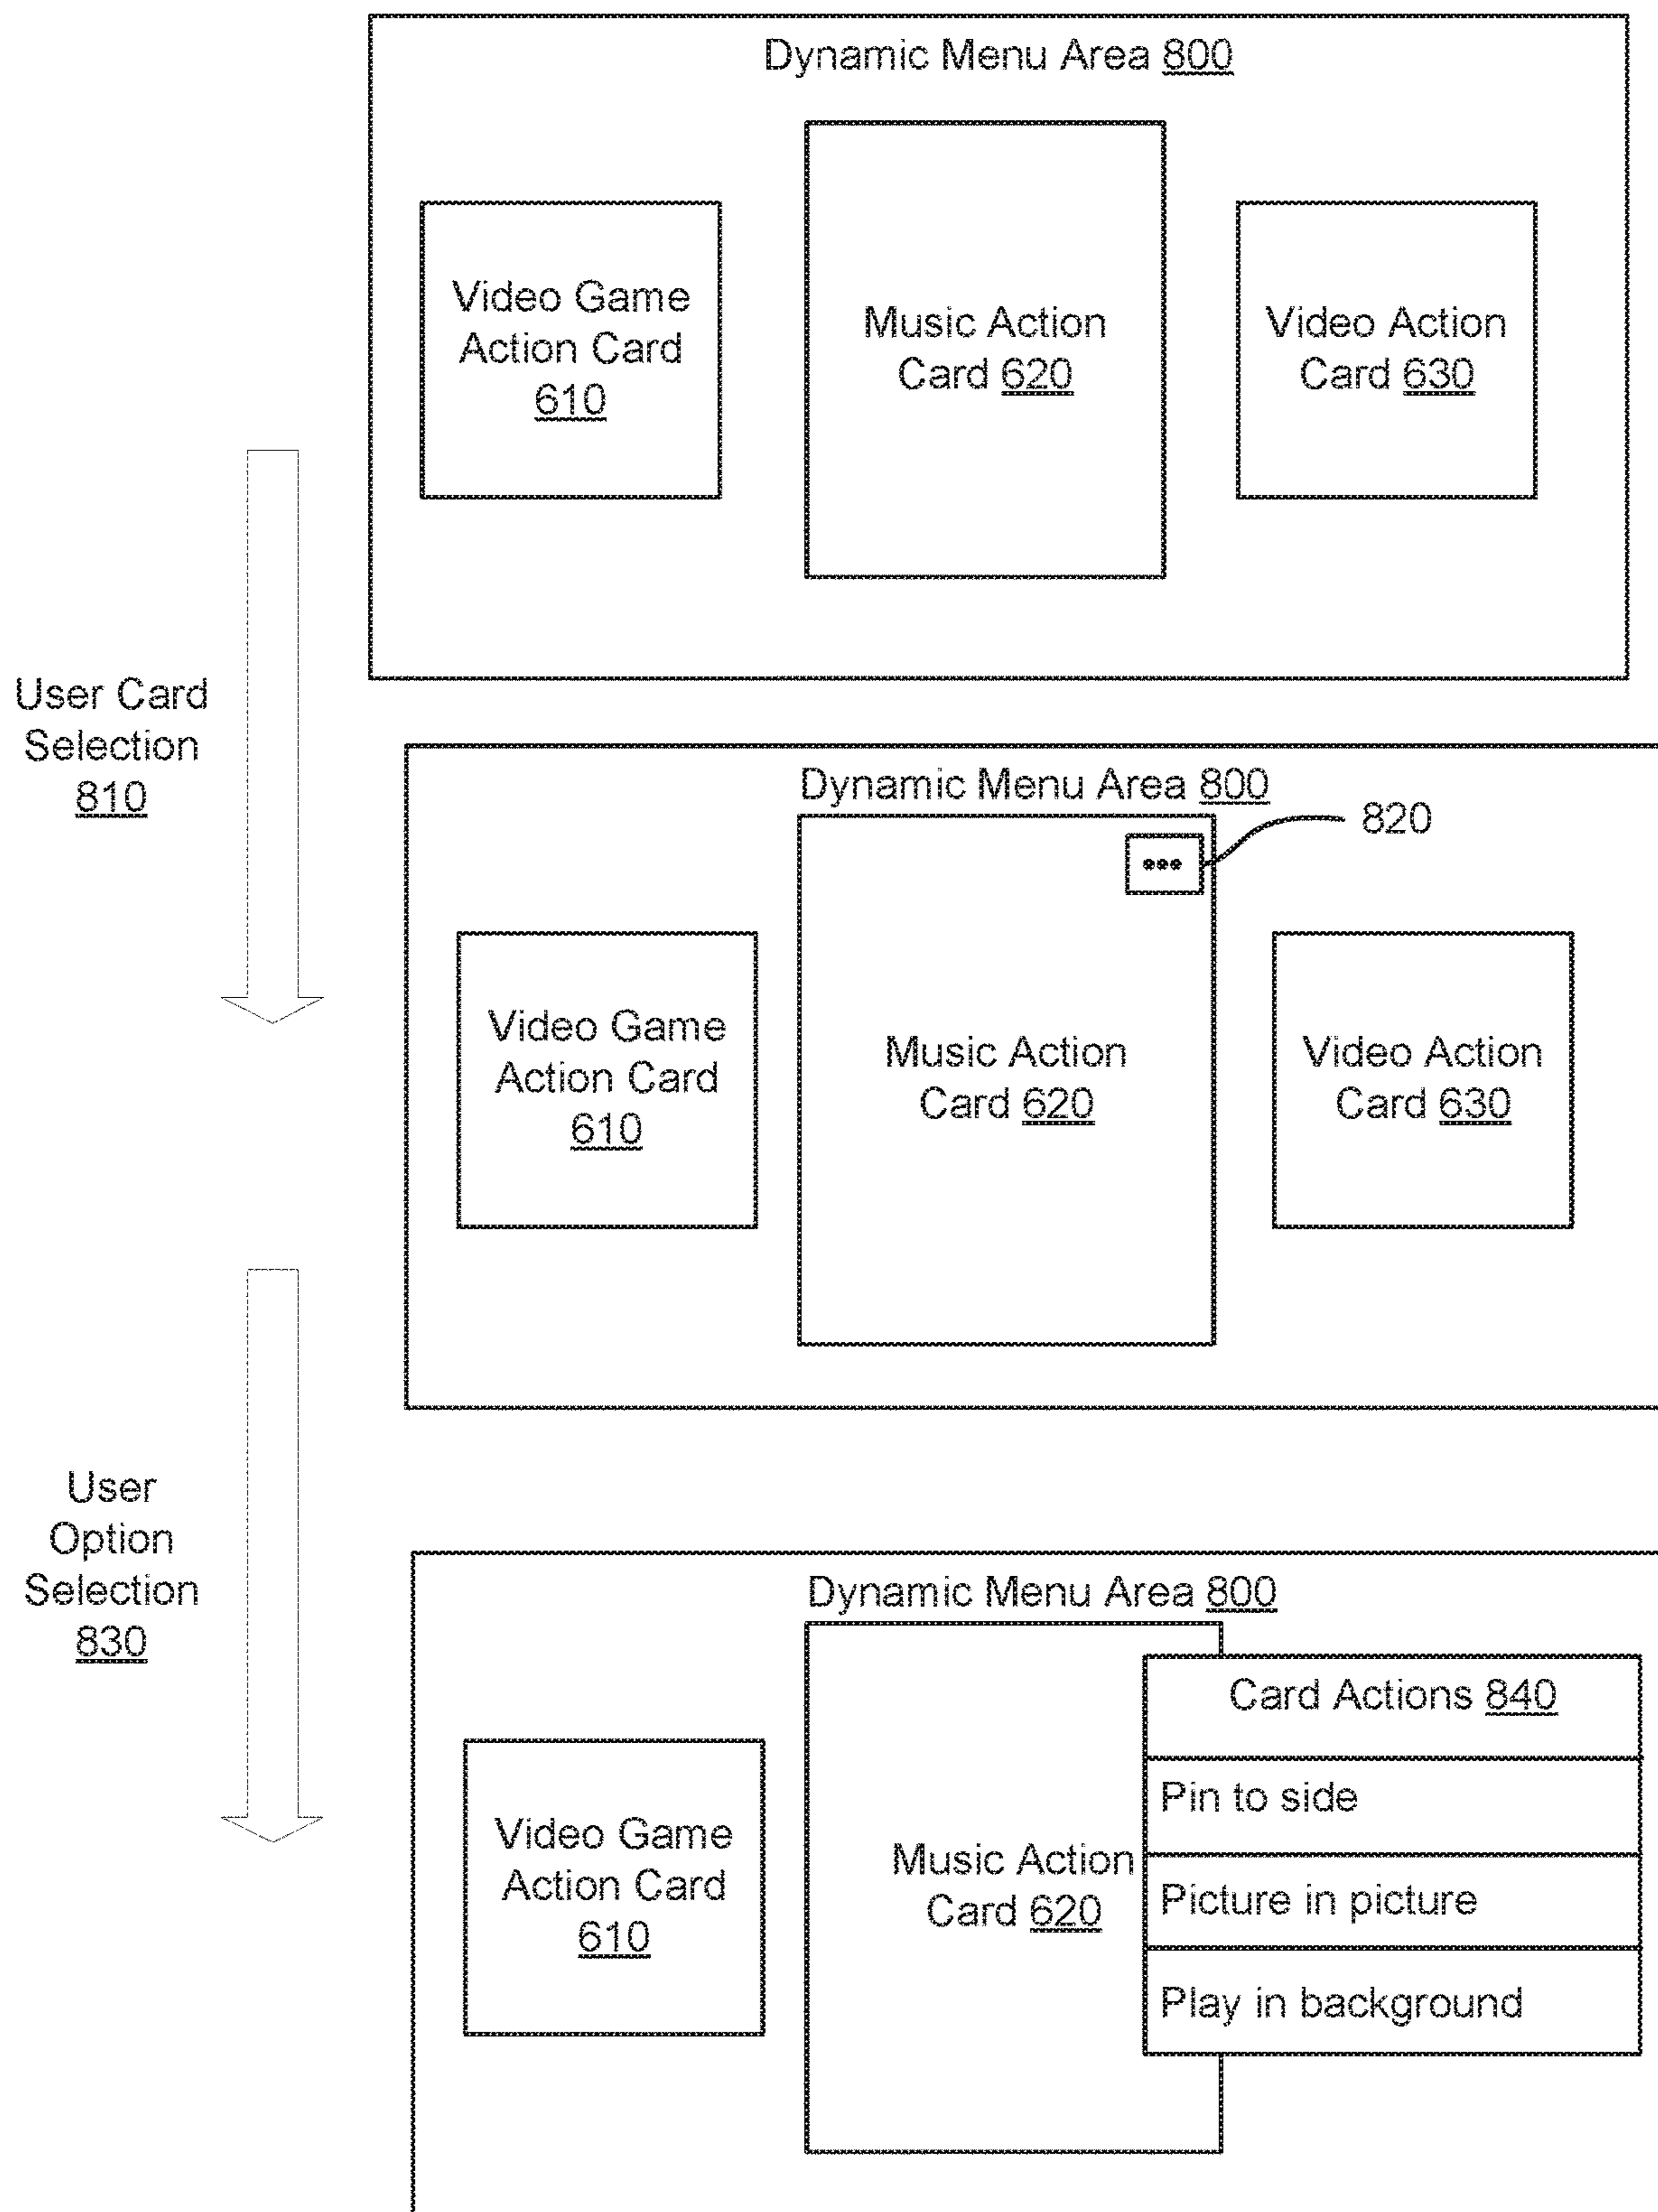 Dynamic Menu Area 800
Video Game
Action Card
610
Music Action
Card 620
Video Action
Card 630
User Card
Selection
810
Dynamic Menu Area 800
820
•••
Video Game
Action Card
610
Music Action
Card 620
Video Action
Card 630
User
Option
Selection
830
Dynamic Menu Area 800
Video Game
Action Card
610
Music Action
Card 620
Card Actions 840
Pin to side
Picture in picture
Play in background